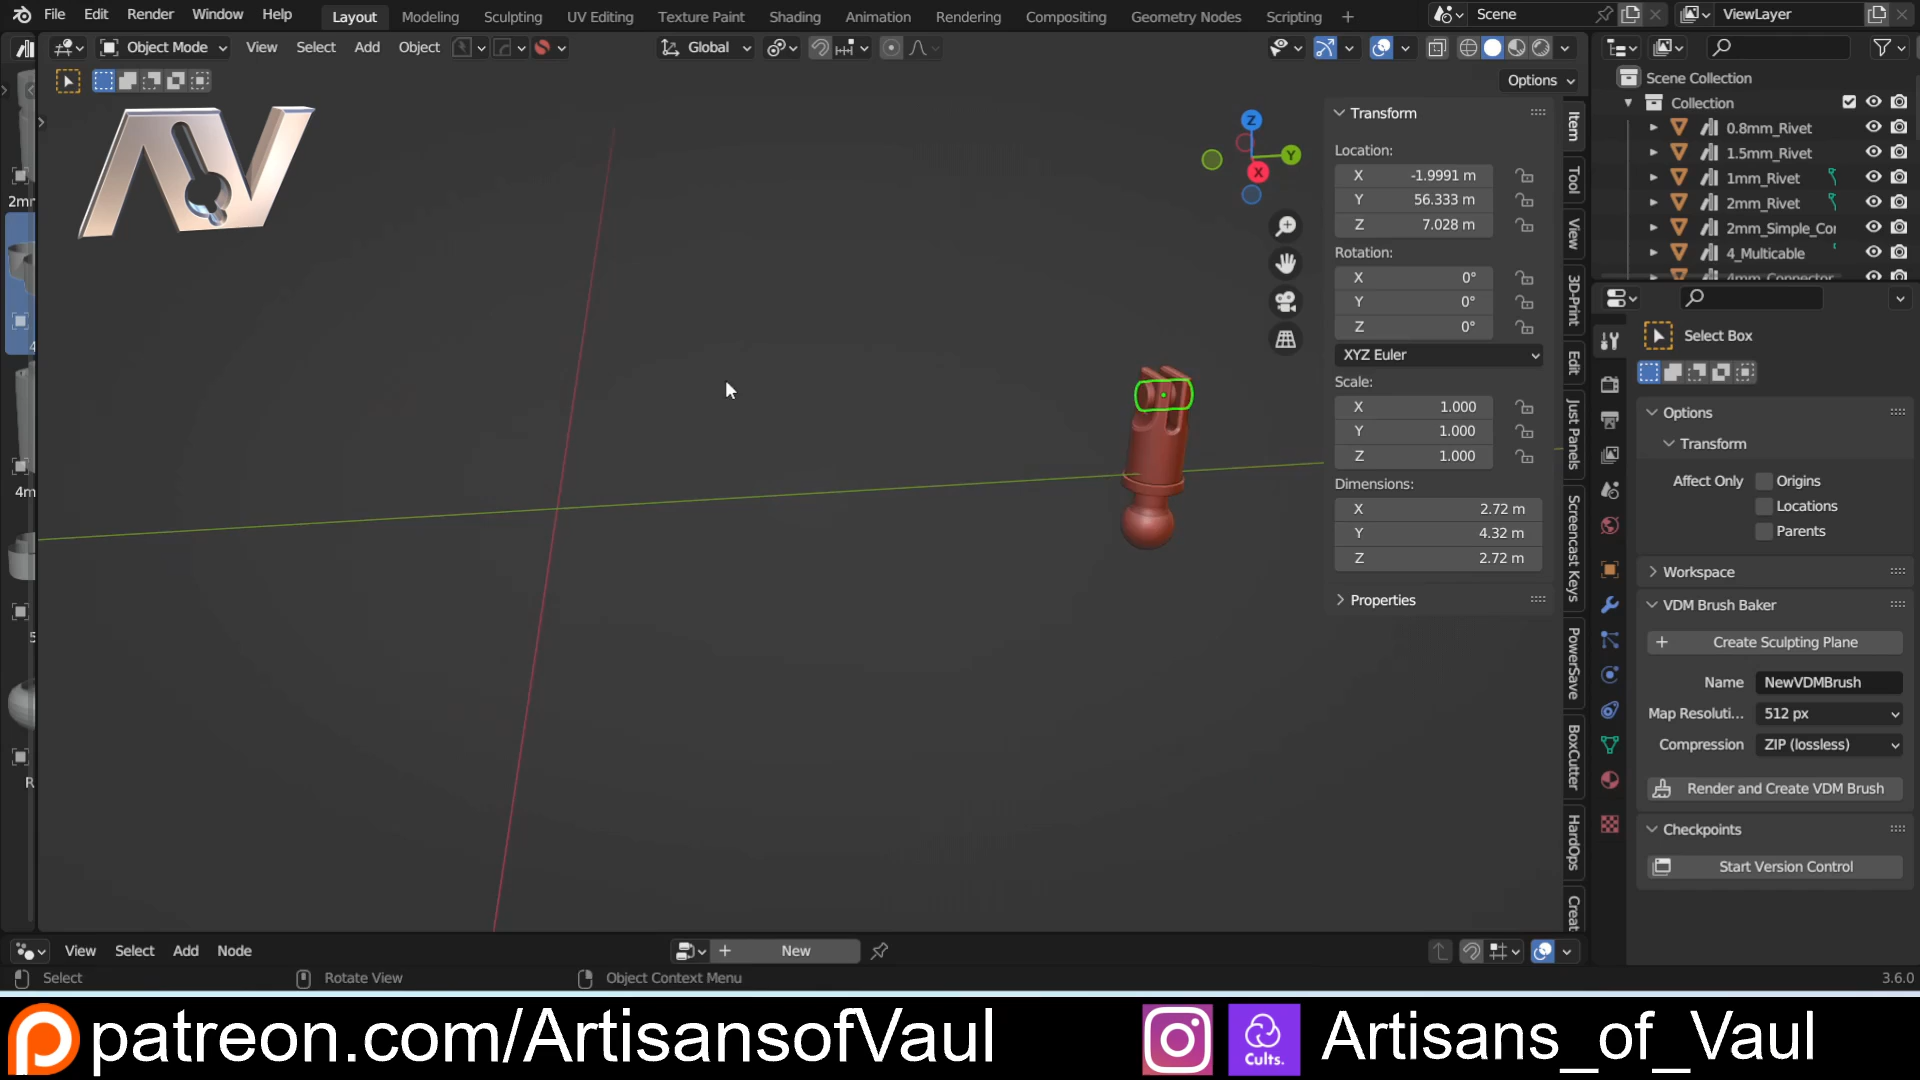 File Edit Render Window Help Layout Modeling Sculpting UV Editing Texture Paint Shading Animation Rendering Compositing Geometry Nodes Scripting + Scene ViewLayer
Object Mode View Select Add Object Global
Options
Scene Collection
Collection
0.8mm_Rivet
1.5mm_Rivet
1mm_Rivet
2mm_Rivet
2mm_Simple_Cor
4_Multicable
4mm_Connector
Transform
Location:
X -1.9991 m
Y 56.333 m
Z 7.028 m
Rotation:
X 0°
Y 0°
Z 0°
XYZ Euler
Scale:
X 1.000
Y 1.000
Z 1.000
Dimensions:
X 2.72 m
Y 4.32 m
Z 2.72 m
Properties
Item
Tool
View
3D-Print
Edit
Just Panels
Screencast Keys
PowerSave
BoxCutter
HardOps
Creat
Z
Y
X
2mr
4
4m
5
R
Select Box
Options
Transform
Affect Only Origins
Locations
Parents
Workspace
VDM Brush Baker
+ Create Sculpting Plane
Name NewVDMBrush
Map Resoluti... 512 px
Compression ZIP (lossless)
Render and Create VDM Brush
Checkpoints
Start Version Control
View Select Add Node + New
Select Rotate View Object Context Menu 3.6.0
patreon.com/ArtisansofVaul Cults. Artisans_of_Vaul